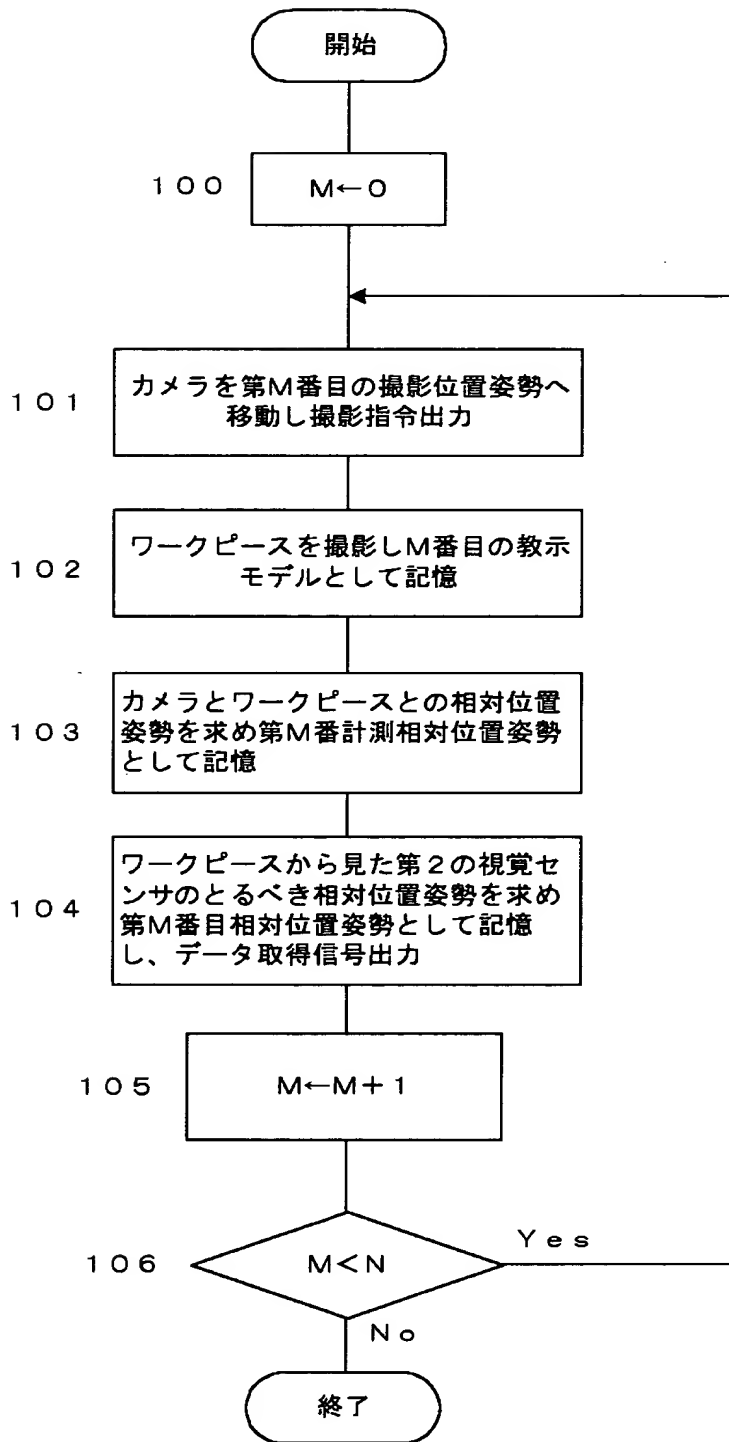 開始
100
M←0
101
カメラを第M番目の撮影位置姿勢へ
移動し撮影指令出力
102
ワークピースを撮影しM番目の教示
モデルとして記憶
103
カメラとワークピースとの相対位置
姿勢を求め第M番計測相対位置姿勢
として記憶
104
ワークピースから見た第2の視覚セ
ンサのとるべき相対位置姿勢を求め
第M番目相対位置姿勢として記憶
し、データ取得信号出力
105
M←M+1
106
M<N
Yes
No
終了